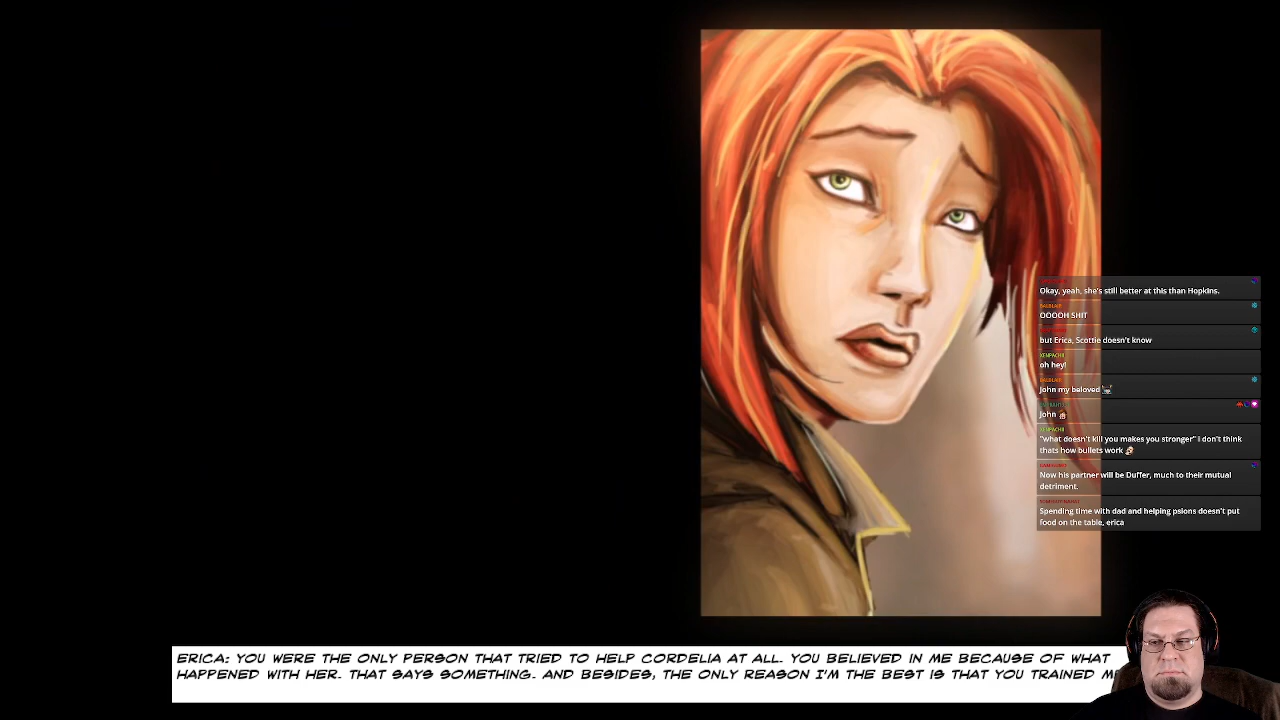 Okay, yeah, she's still better at this than Hopkins.
BALBLAIR
OOOOH SHIT
but Erica, Scottie doesn't know
XENPACHII
oh hey!
BALBLAIR
John my beloved
John
XENPACHII
"what doesn't kill you makes you stronger" i don't think
thats how bullets work
Now his partner will be Duffer, much to their mutual
detriment.
Spending time with dad and helping psions doesn't put
food on the table, erica
ERICA: YOU WERE THE ONLY PERSON THAT TRIED TO HELP CORDELIA AT ALL. YOU BELIEVED IN ME BECAUSE OF WHAT
HAPPENED WITH HER. THAT SAYS SOMETHING. AND BESIDES, THE ONLY REASON I'M THE BEST IS THAT YOU TRAINED